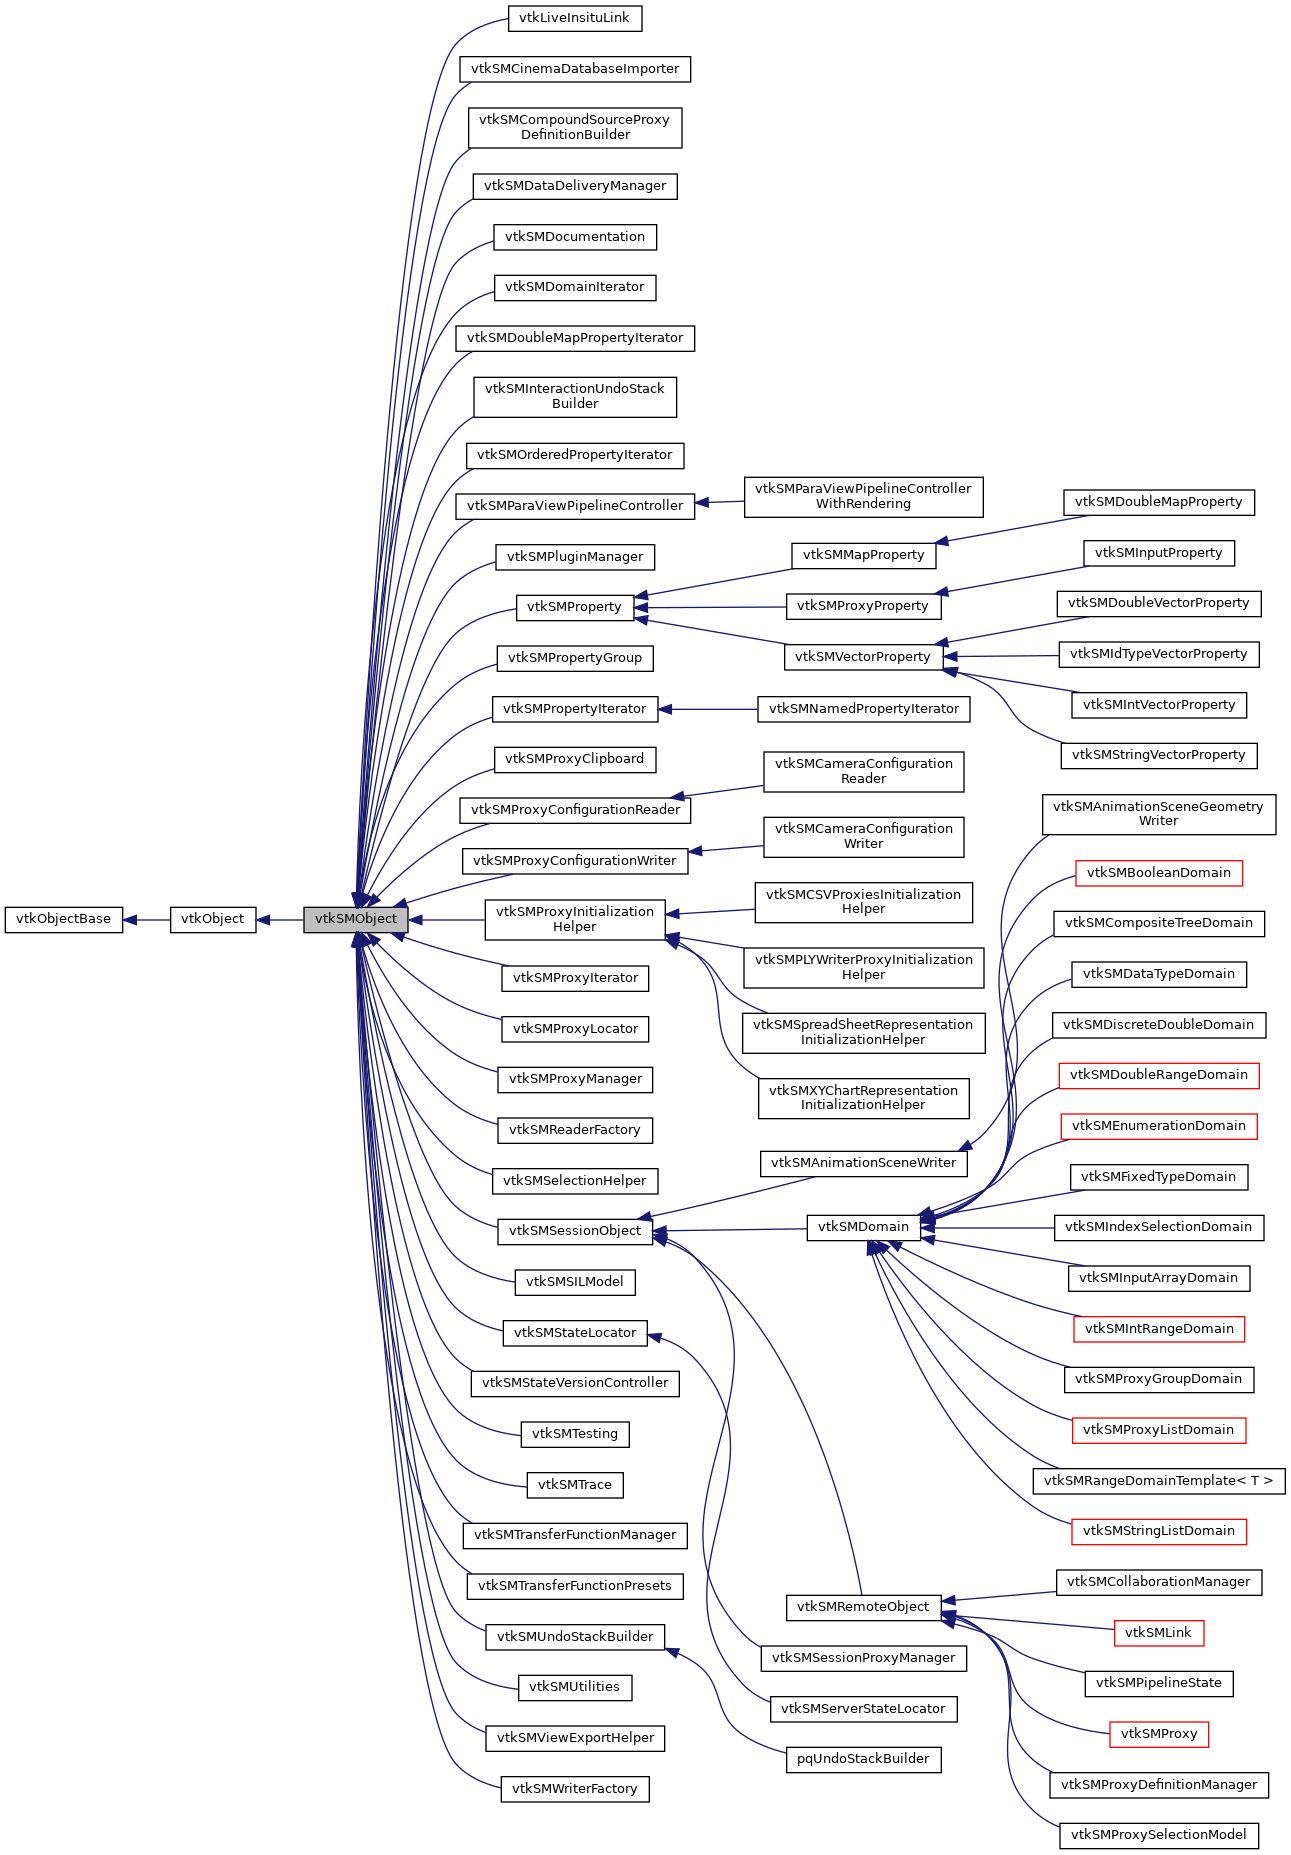 vtkObjectBase
vtkObject
vtkSMObject
vtkLiveInsituLink
vtkSMCinemaDatabaseImporter
vtkSMCompoundSourceProxy
DefinitionBuilder
vtkSMDataDeliveryManager
vtkSMDocumentation
vtkSMDomainIterator
vtkSMDoubleMapPropertyIterator
vtkSMInteractionUndoStack
Builder
vtkSMOrderedPropertyIterator
vtkSMParaViewPipelineController
vtkSMPluginManager
vtkSMProperty
vtkSMPropertyGroup
vtkSMPropertyIterator
vtkSMProxyClipboard
vtkSMProxyConfigurationReader
vtkSMProxyConfigurationWriter
vtkSMProxyInitialization
Helper
vtkSMProxyIterator
vtkSMProxyLocator
vtkSMProxyManager
vtkSMReaderFactory
vtkSMSelectionHelper
vtkSMSessionObject
vtkSMSILModel
vtkSMStateLocator
vtkSMStateVersionController
vtkSMTesting
vtkSMTrace
vtkSMTransferFunctionManager
vtkSMTransferFunctionPresets
vtkSMUndoStackBuilder
vtkSMUtilities
vtkSMViewExportHelper
vtkSMWriterFactory
vtkSMParaViewPipelineController
WithRendering
vtkSMMapProperty
vtkSMProxyProperty
vtkSMVectorProperty
vtkSMNamedPropertyIterator
vtkSMCameraConfiguration
Reader
vtkSMCameraConfiguration
Writer
vtkSMCSVProxiesInitialization
Helper
vtkSMPLYWriterProxyInitialization
Helper
vtkSMSpreadSheetRepresentation
InitializationHelper
vtkSMXYChartRepresentation
InitializationHelper
vtkSMAnimationSceneWriter
vtkSMDomain
vtkSMRemoteObject
vtkSMSessionProxyManager
vtkSMServerStateLocator
pqUndoStackBuilder
vtkSMDoubleMapProperty
vtkSMInputProperty
vtkSMDoubleVectorProperty
vtkSMIdTypeVectorProperty
vtkSMIntVectorProperty
vtkSMStringVectorProperty
vtkSMAnimationSceneGeometry
Writer
vtkSMBooleanDomain
vtkSMCompositeTreeDomain
vtkSMDataTypeDomain
vtkSMDiscreteDoubleDomain
vtkSMDoubleRangeDomain
vtkSMEnumerationDomain
vtkSMFixedTypeDomain
vtkSMIndexSelectionDomain
vtkSMInputArrayDomain
vtkSMIntRangeDomain
vtkSMProxyGroupDomain
vtkSMProxyListDomain
vtkSMRangeDomainTemplate< T >
vtkSMStringListDomain
vtkSMCollaborationManager
vtkSMLink
vtkSMPipelineState
vtkSMProxy
vtkSMProxyDefinitionManager
vtkSMProxySelectionModel